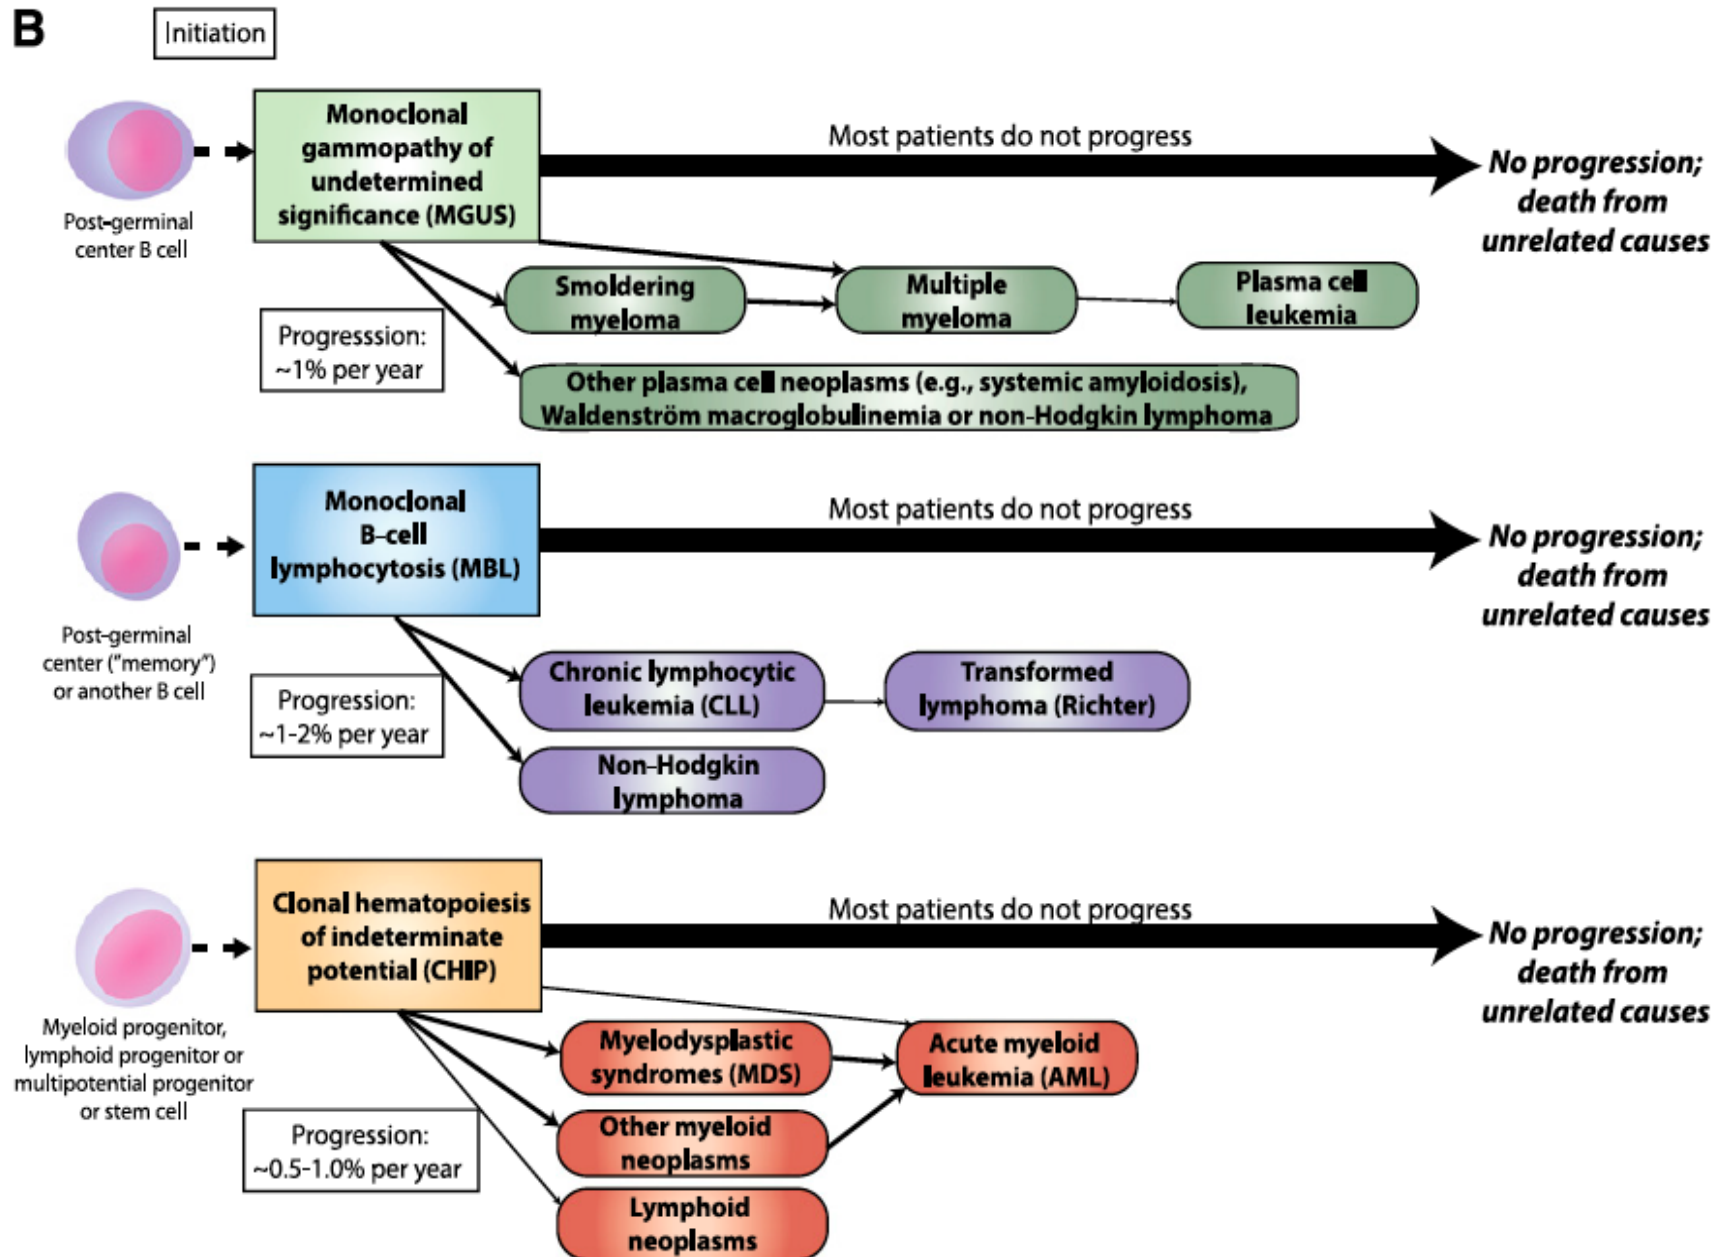 B
Initiation
Monoclonal
gammopathy of
undetermined
significance (MGUS)
Post-germinal
center B cell
Most patients do not progress
No progression;
death from
unrelated causes
Smoldering
myeloma
Multiple
myeloma
Plasma cell
leukemia
Progresssion:
~1% per year
Other plasma cell neoplasms (e.g., systemic amyloidosis),
Waldenström macroglobulinemia or non-Hodgkin lymphoma
Monoclonal
B-cell
lymphocytosis (MBL)
Post-germinal
center ("memory")
or another B cell
Most patients do not progress
No progression;
death from
unrelated causes
Progression:
~1-2% per year
Chronic lymphocytic
leukemia (CLL)
Transformed
lymphoma (Richter)
Non-Hodgkin
lymphoma
Clonal hematopoiesis
of indeterminate
potential (CHIP)
Myeloid progenitor,
lymphoid progenitor or
multipotential progenitor
or stem cell
Most patients do not progress
No progression;
death from
unrelated causes
Progression:
~0.5-1.0% per year
Myelodysplastic
syndromes (MDS)
Acute myeloid
leukemia (AML)
Other myeloid
neoplasms
Lymphoid
neoplasms